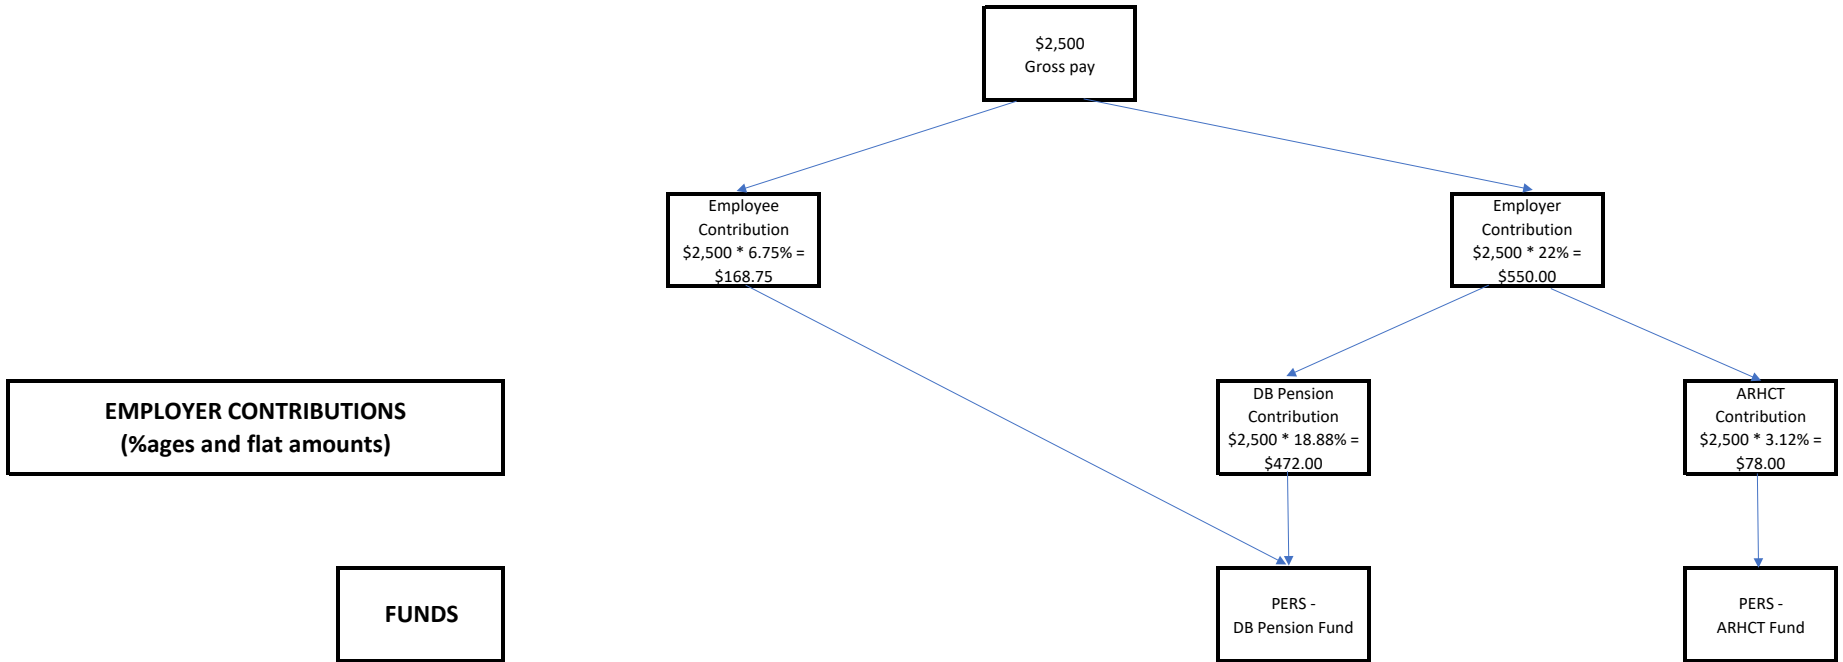 $2,500
Gross pay
Employee
Contribution
$2,500 * 6.75% =
$168.75
Employer
Contribution
$2,500 * 22% =
$550.00
EMPLOYER CONTRIBUTIONS
(%ages and flat amounts)
DB Pension
Contribution
$2,500 * 18.88% =
$472.00
ARHCT
Contribution
$2,500 * 3.12% =
$78.00
FUNDS
PERS -
DB Pension Fund
PERS -
ARHCT Fund